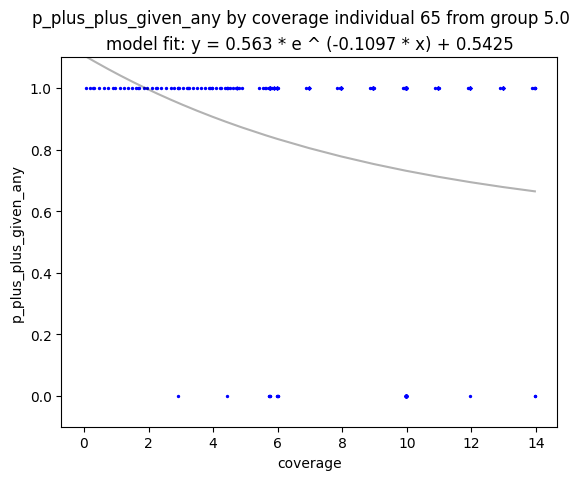 p_plus_plus_given_any by coverage individual 65 from group 5.0
model fit: y = 0.563 * e ^ (-0.1097 * x) + 0.5425
1.0
0.8
0.6
0.4
0.2
0.0
p_plus_plus_given_any
0 2 4 6 8 10 12 14
coverage